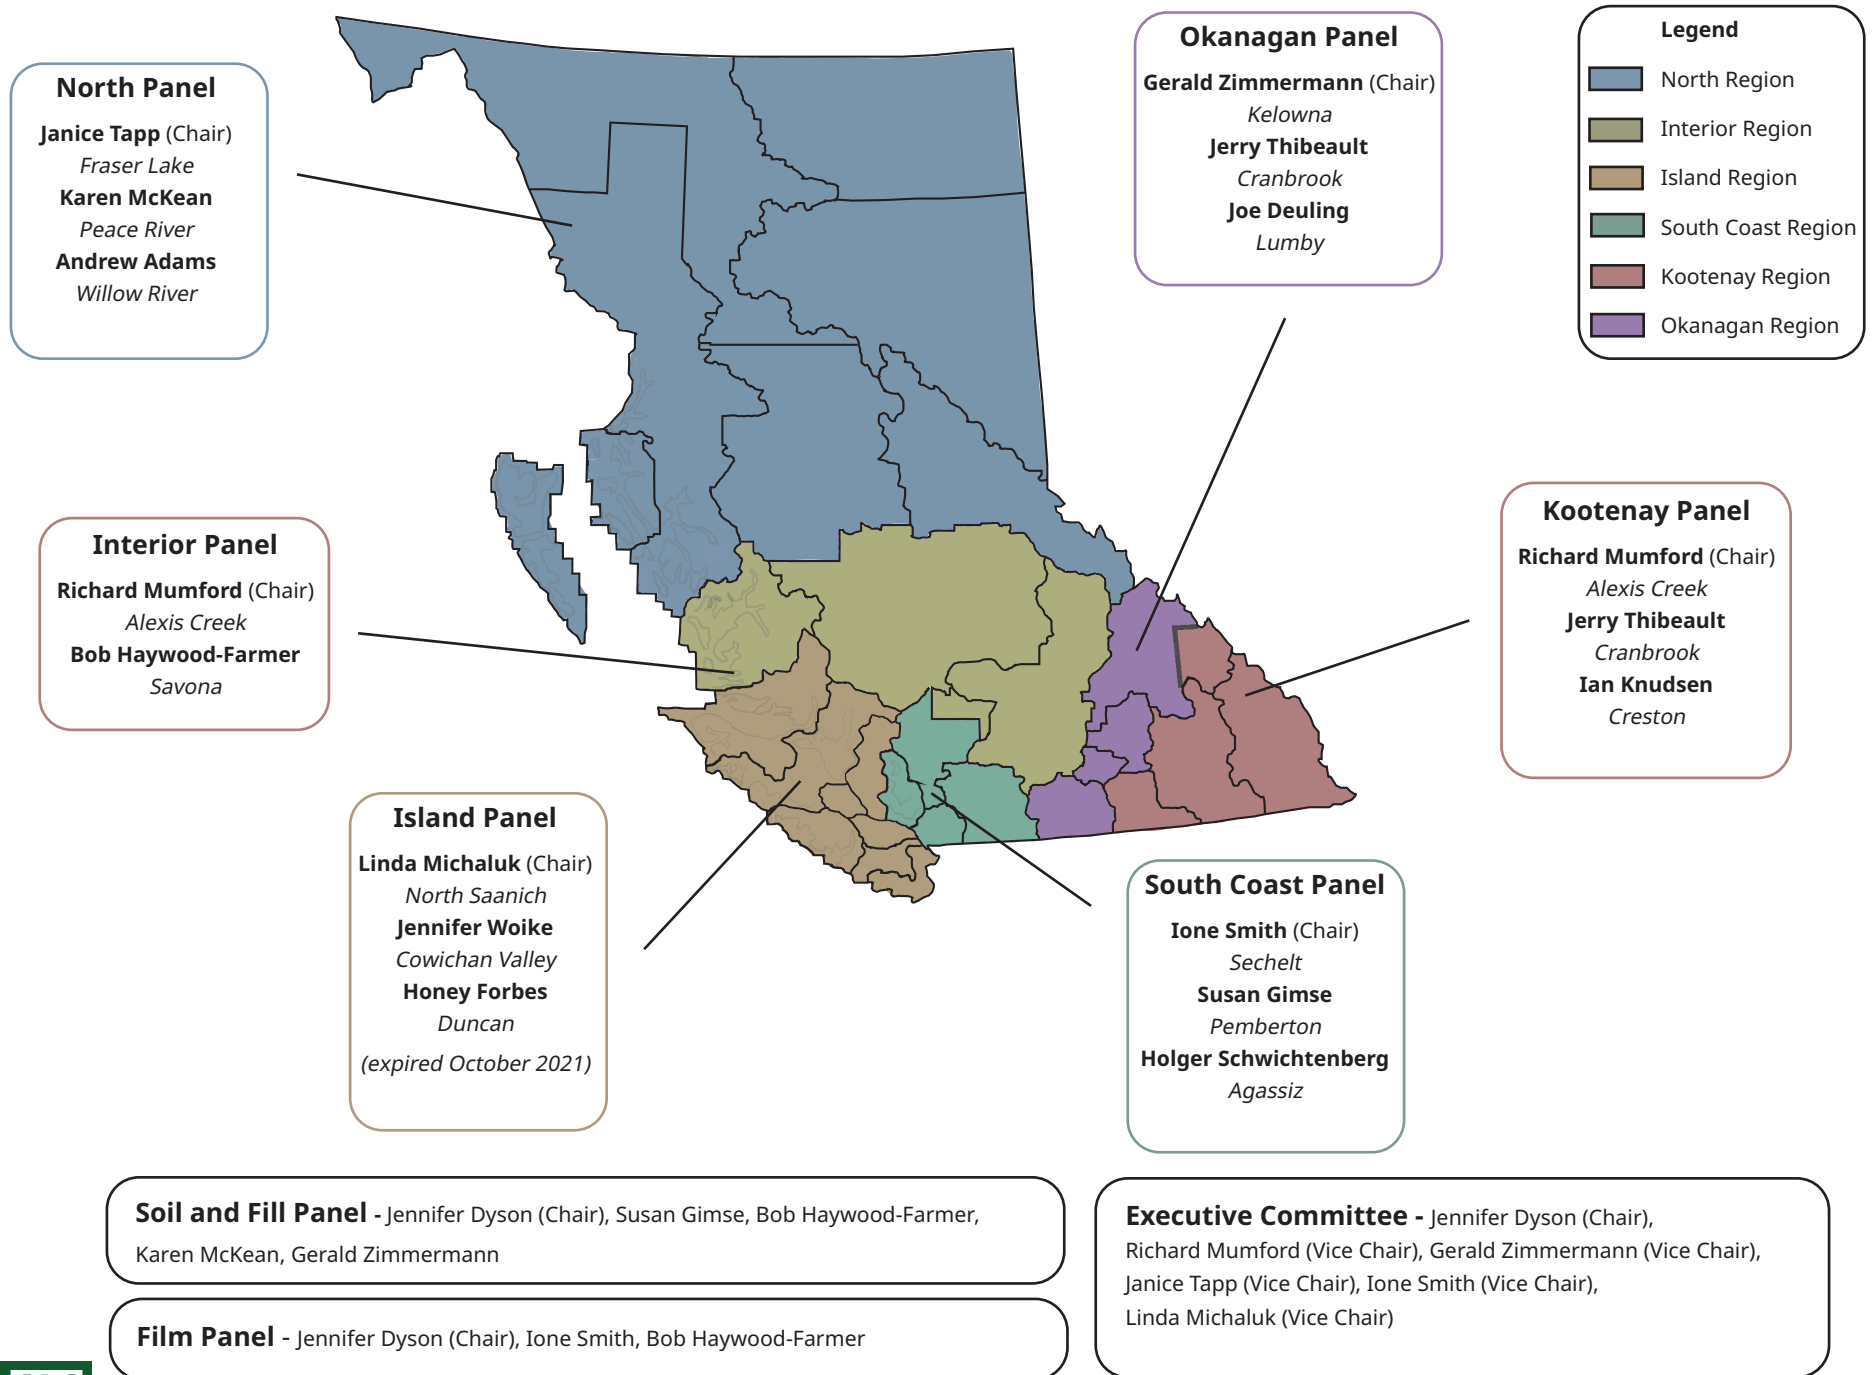 North Panel
Janice Tapp (Chair)
Fraser Lake
Karen McKean
Peace River
Andrew Adams
Willow River
Okanagan Panel
Gerald Zimmermann (Chair)
Kelowna
Jerry Thibeault
Cranbrook
Joe Deuling
Lumby
Legend
North Region
Interior Region
Island Region
South Coast Region
Kootenay Region
Okanagan Region
Interior Panel
Richard Mumford (Chair)
Alexis Creek
Bob Haywood-Farmer
Savona
Kootenay Panel
Richard Mumford (Chair)
Alexis Creek
Jerry Thibeault
Cranbrook
Ian Knudsen
Creston
Island Panel
Linda Michaluk (Chair)
North Saanich
Jennifer Woike
Cowichan Valley
Honey Forbes
Duncan
(expired October 2021)
South Coast Panel
Ione Smith (Chair)
Sechelt
Susan Gimse
Pemberton
Holger Schwichtenberg
Agassiz
Soil and Fill Panel - Jennifer Dyson (Chair), Susan Gimse, Bob Haywood-Farmer,
Karen McKean, Gerald Zimmermann
Film Panel - Jennifer Dyson (Chair), Ione Smith, Bob Haywood-Farmer
Executive Committee - Jennifer Dyson (Chair),
Richard Mumford (Vice Chair), Gerald Zimmermann (Vice Chair),
Janice Tapp (Vice Chair), Ione Smith (Vice Chair),
Linda Michaluk (Vice Chair)